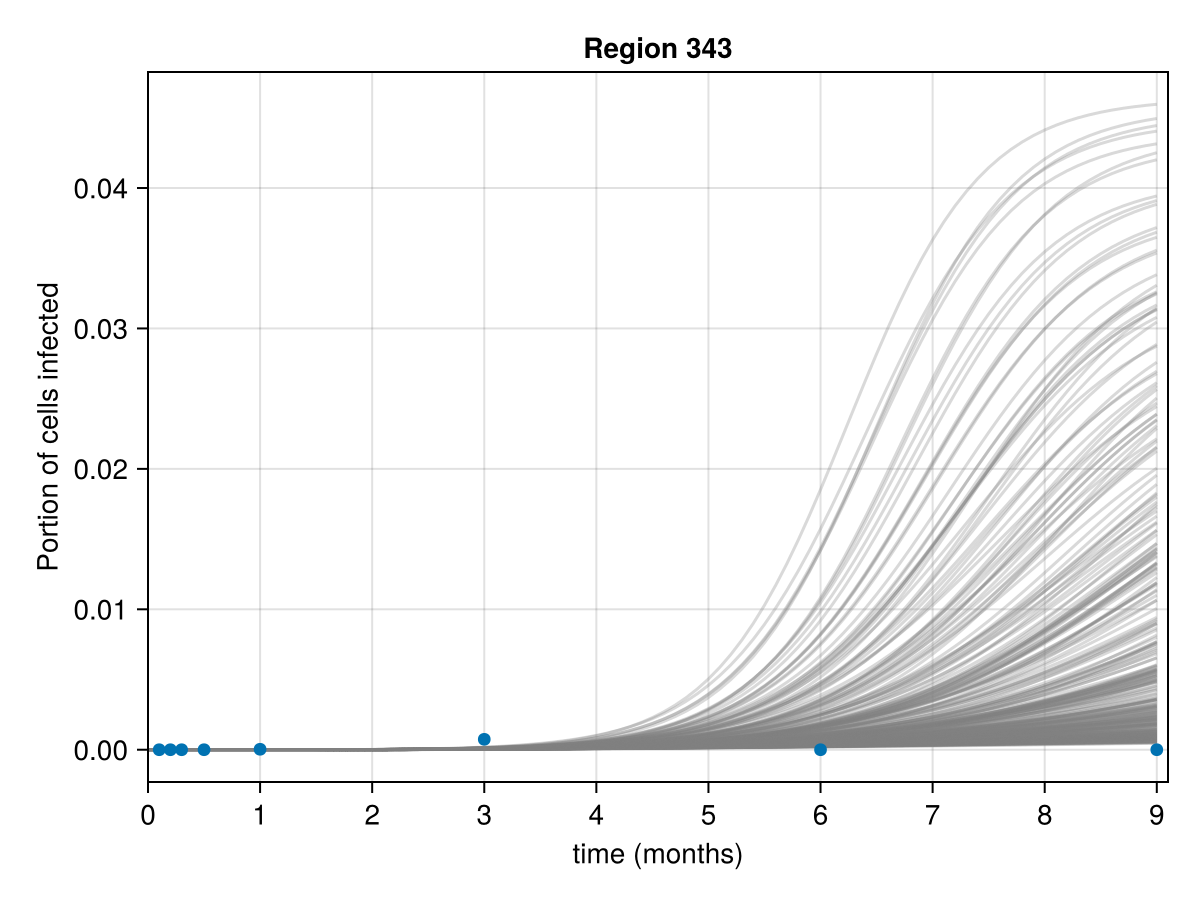 Region 343
Portion of cells infected
0.04
0.03
0.02
0.01
0.00
0 1 2 3 4 5 6 7 8 9
time (months)